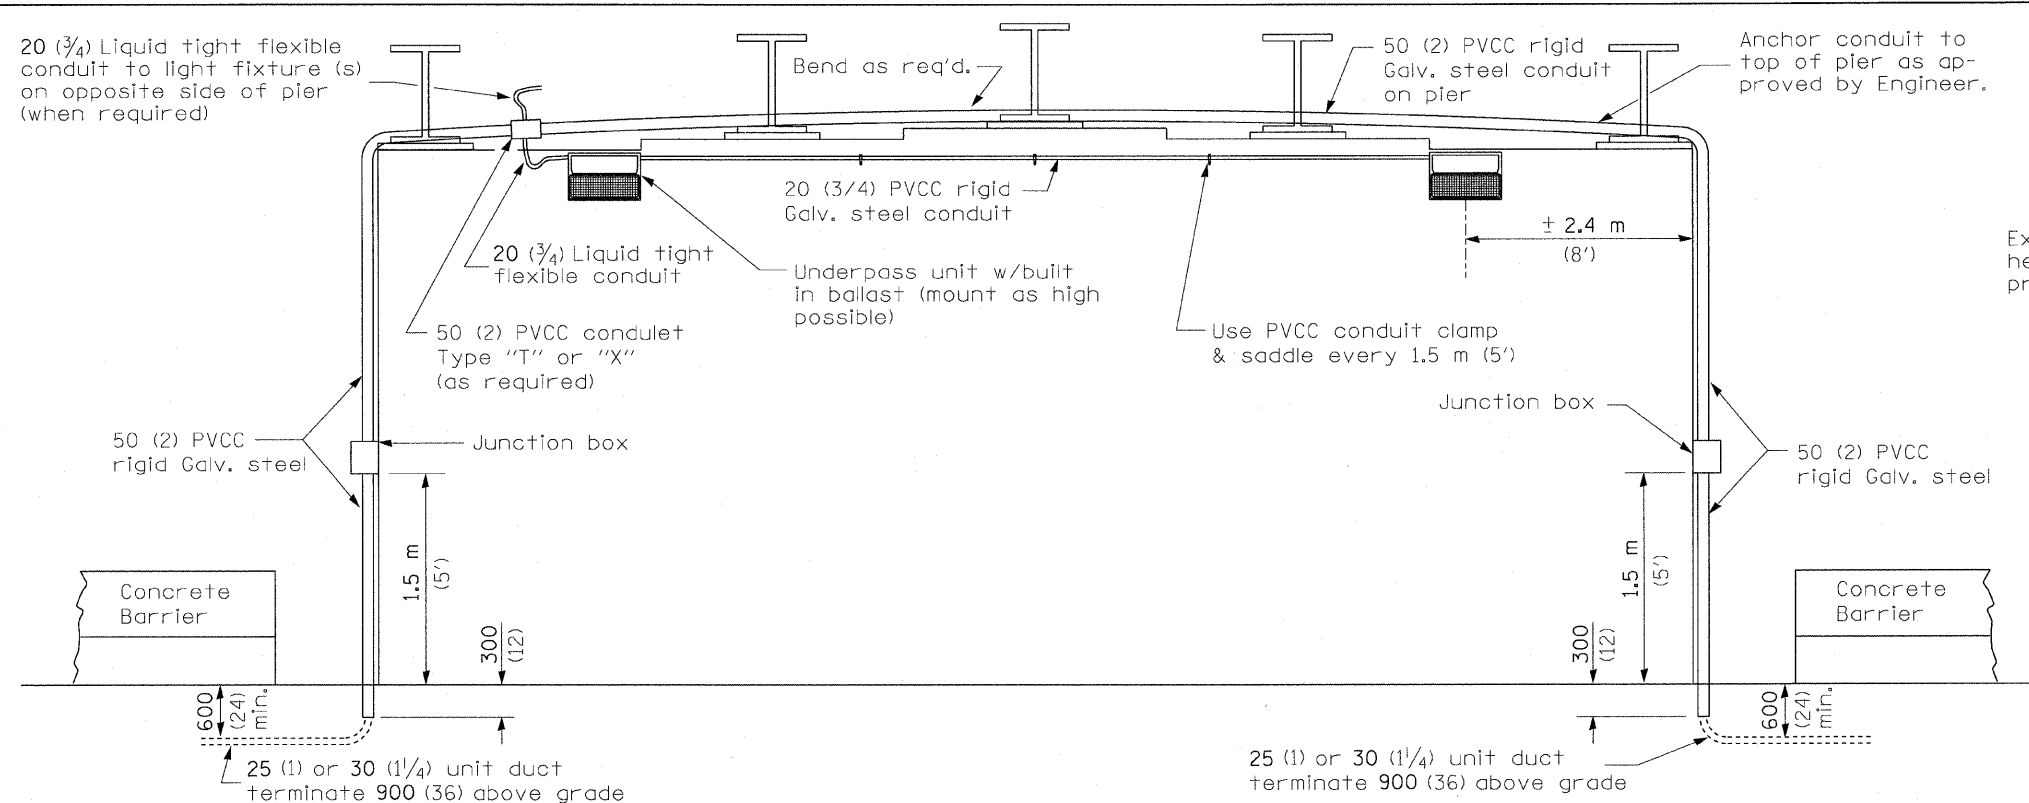 20 (3/4) Liquid tight flexible
conduit to light fixture (s)
on opposite side of pier
(when required)
Bend as req'd.
50 (2) PVCC rigid
Galv. steel conduit
on pier
Anchor conduit to
top of pier as ap-
proved by Engineer.
20 (3/4) PVCC rigid
Galv. steel conduit
± 2.4 m
(8')
20 (3/4) Liquid tight
flexible conduit
Underpass unit w/built
in ballast (mount as high
possible)
50 (2) PVCC condulet
Type "T" or "X"
(as required)
Use PVCC conduit clamp
& saddle every 1.5 m (5')
Junction box
50 (2) PVCC
rigid Galv. steel
Junction box
50 (2) PVCC
rigid Galv. steel
1.5 m
(5')
1.5 m
(5')
Concrete
Barrier
Concrete
Barrier
300
(12)
300
(12)
600
(24)
min.
600
(24)
min.
25 (1) or 30 (1 1/4) unit duct
terminate 900 (36) above grade
25 (1) or 30 (1 1/4) unit duct
terminate 900 (36) above grade